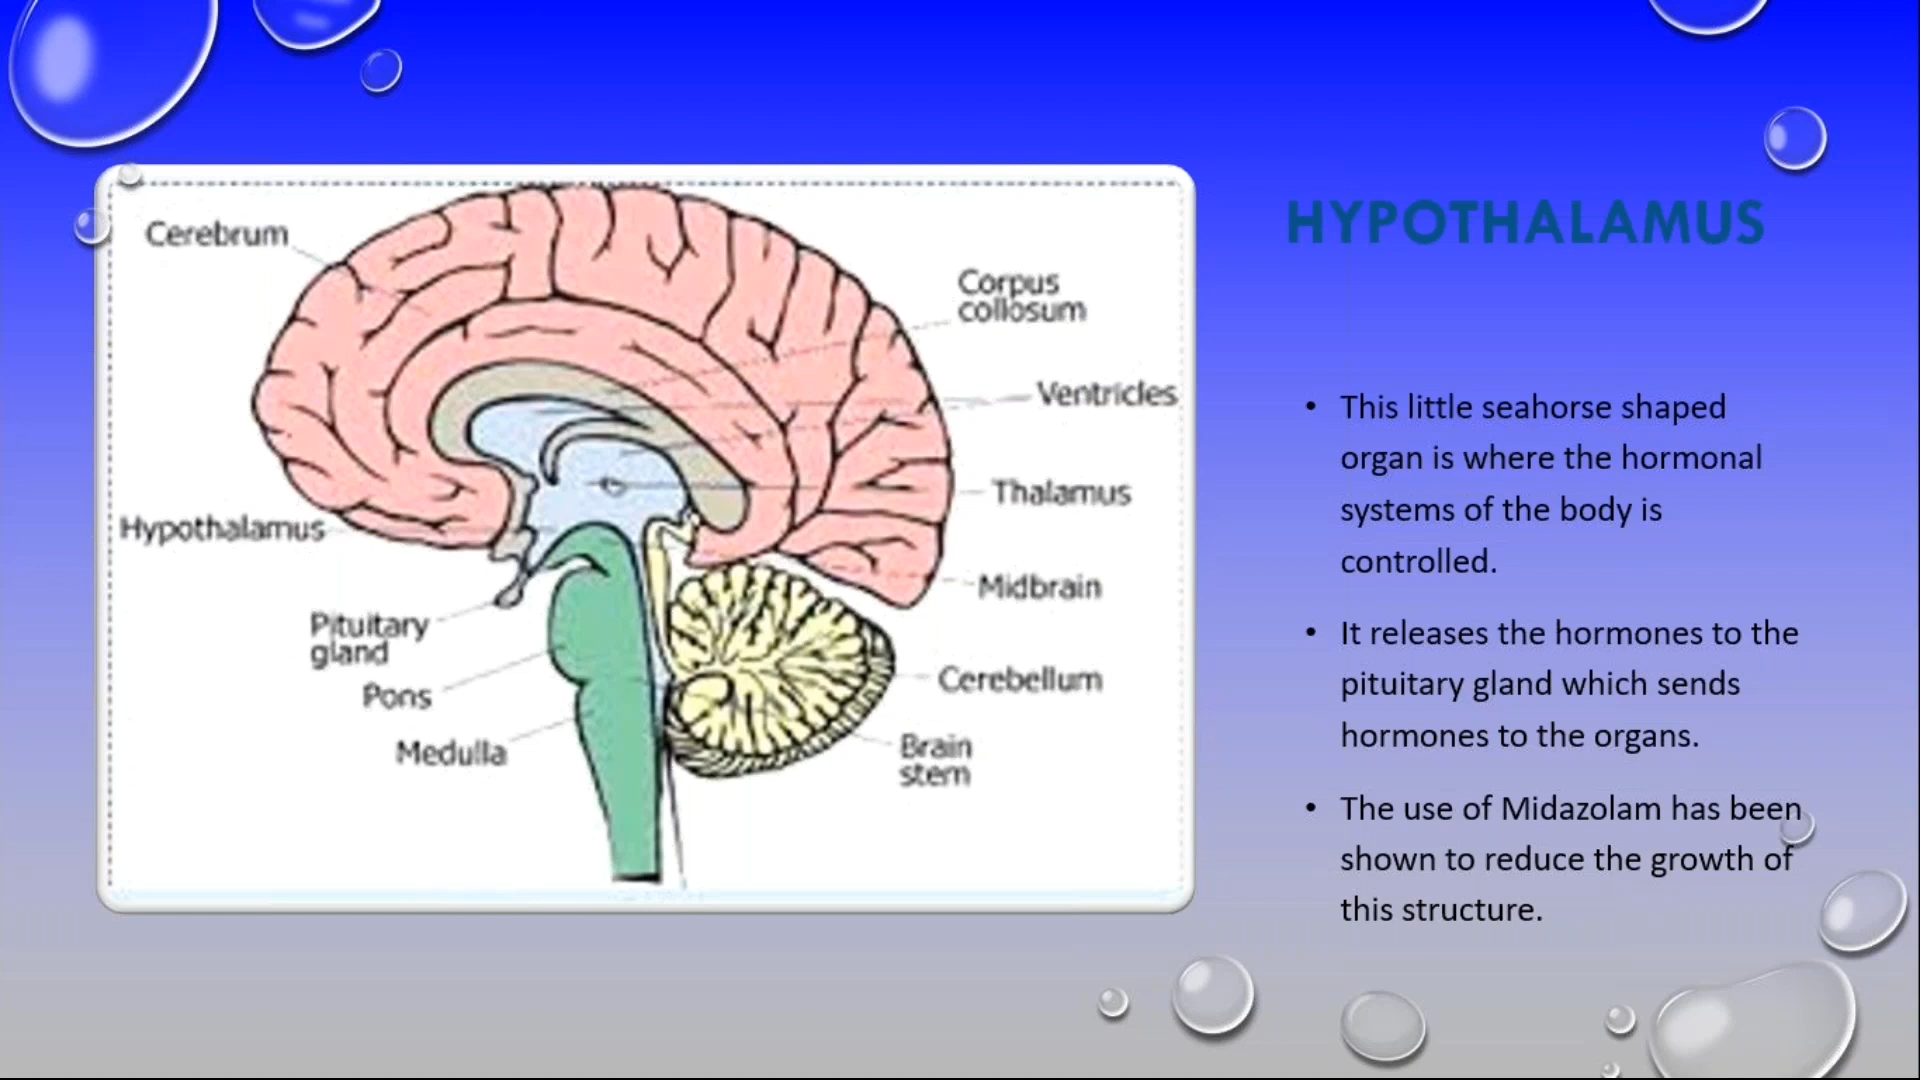 Cerebrum
Corpus
collosum
Ventricles
Thalamus
Hypothalamus
Midbrain
Pituitary
gland
Pons
Cerebellum
Medulla
Brain
stem
HYPOTHALAMUS
• This little seahorse shaped
organ is where the hormonal
systems of the body is
controlled.
• It releases the hormones to the
pituitary gland which sends
hormones to the organs.
• The use of Midazolam has been
shown to reduce the growth of
this structure.